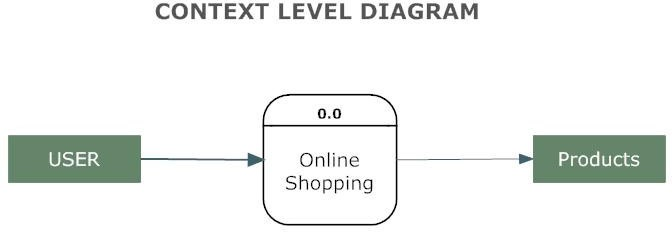 CONTEXT LEVEL DIAGRAM
0.0
USER
Online
Shopping
Products